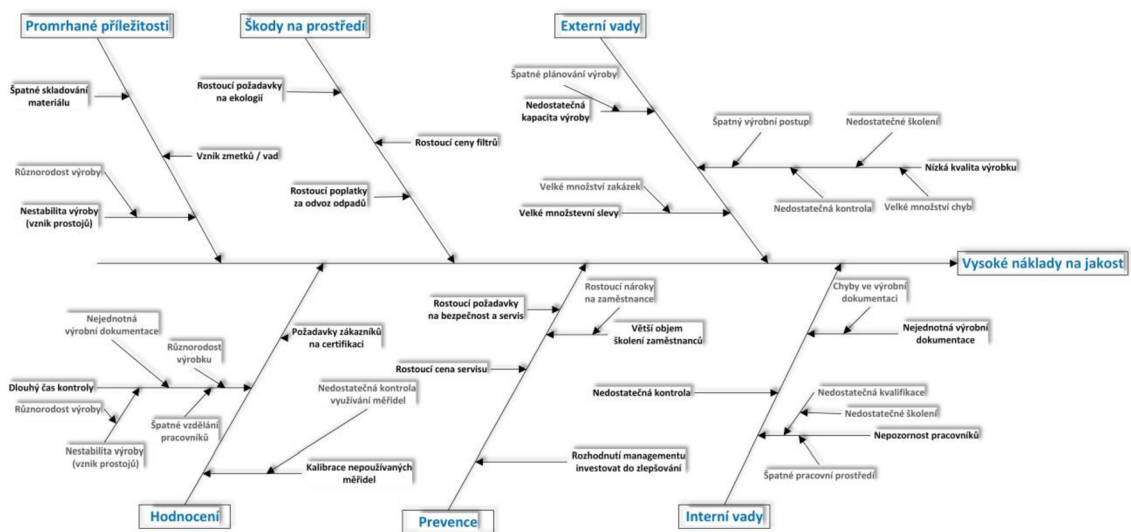 Promrhané příležitosti
Škody na prostředí
Externí vady
Špatné skladování
materiálu
Vznik zmetků / vad
Různorodost výroby
Nestabilita výroby
(vznik prostojů)
Rostoucí požadavky
na ekologií
Rostoucí ceny filtrů
Rostoucí poplatky
za odvoz odpadů
Špatné plánování výroby
Nedostatečná
kapacita výroby
Špatný výrobní postup
Nedostatečné školení
Nízká kvalita výrobku
Nedostatečná kontrola
Velké množství chyb
Velké množství zakázek
Velké množstevní slevy
Vysoké náklady na jakost
Nejednotná
výrobní dokumentace
Různorodost
výrobku
Dlouhý čas kontroly
Různorodost výroby
Nestabilita výroby
(vznik prostojů)
Špatné vzdělání
pracovníků
Požadavky zákazníků
na certifikaci
Nedostatečná kontrola
využívání měřidel
Kalibrace nepoužívaných
měřidel
Rostoucí požadavky
na bezpečnost a servis
Rostoucí nároky
na zaměstnance
Větší objem
školení zaměstnanců
Rostoucí cena servisu
Rozhodnutí managementu
investovat do zlepšování
Chyby ve výrobní
dokumentaci
Nejednotná výrobní
dokumentace
Nedostatečná kontrola
Nedostatečná kvalifikace
Nedostatečné školení
Nepozornost pracovníků
Špatné pracovní prostředí
Hodnocení
Prevence
Interní vady